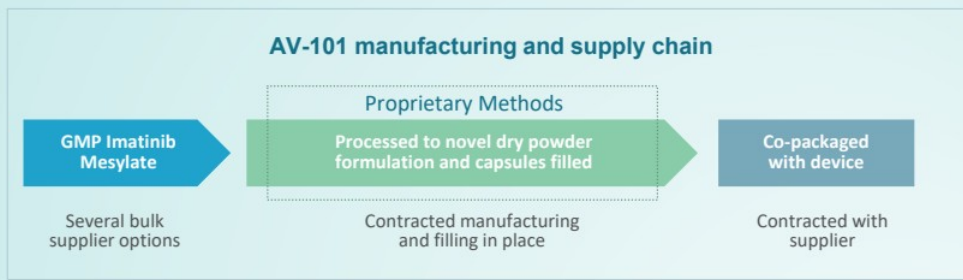 AV-101 manufacturing and supply chain
Proprietary Methods
GMP Imatinib
Mesylate
Processed to novel dry powder
formulation and capsules filled
Co-packaged
with device
Several bulk
supplier options
Contracted manufacturing
and filling in place
Contracted with
supplier